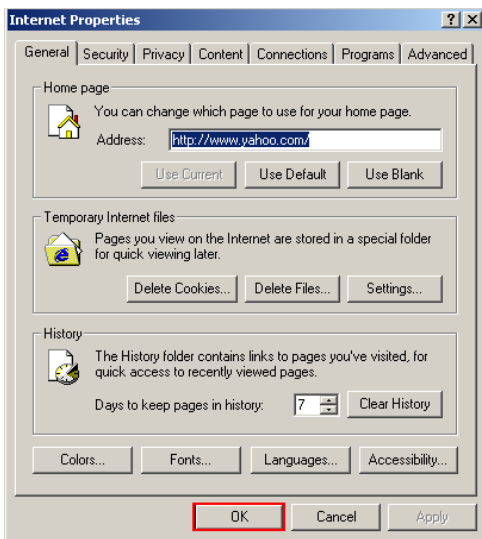 Internet Properties
General Security Privacy Content Connections Programs Advanced
Home page
You can change which page to use for your home page.
Address: http://www.yahoo.com/
Use Current Use Default Use Blank
Temporary Internet files
Pages you view on the Internet are stored in a special folder
for quick viewing later.
Delete Cookies... Delete Files... Settings...
History
The History folder contains links to pages you've visited, for
quick access to recently viewed pages.
Days to keep pages in history: 7 Clear History
Colors... Fonts... Languages... Accessibility...
OK Cancel Apply